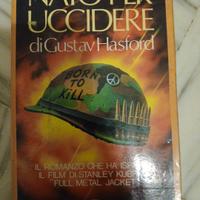 NATO PER
UCCIDERE
di Gustav Hasford
BORN
TO
KILL
IL ROMANZO CHE HA
IL FILM DI STANLEY
FULL METAL JACKET